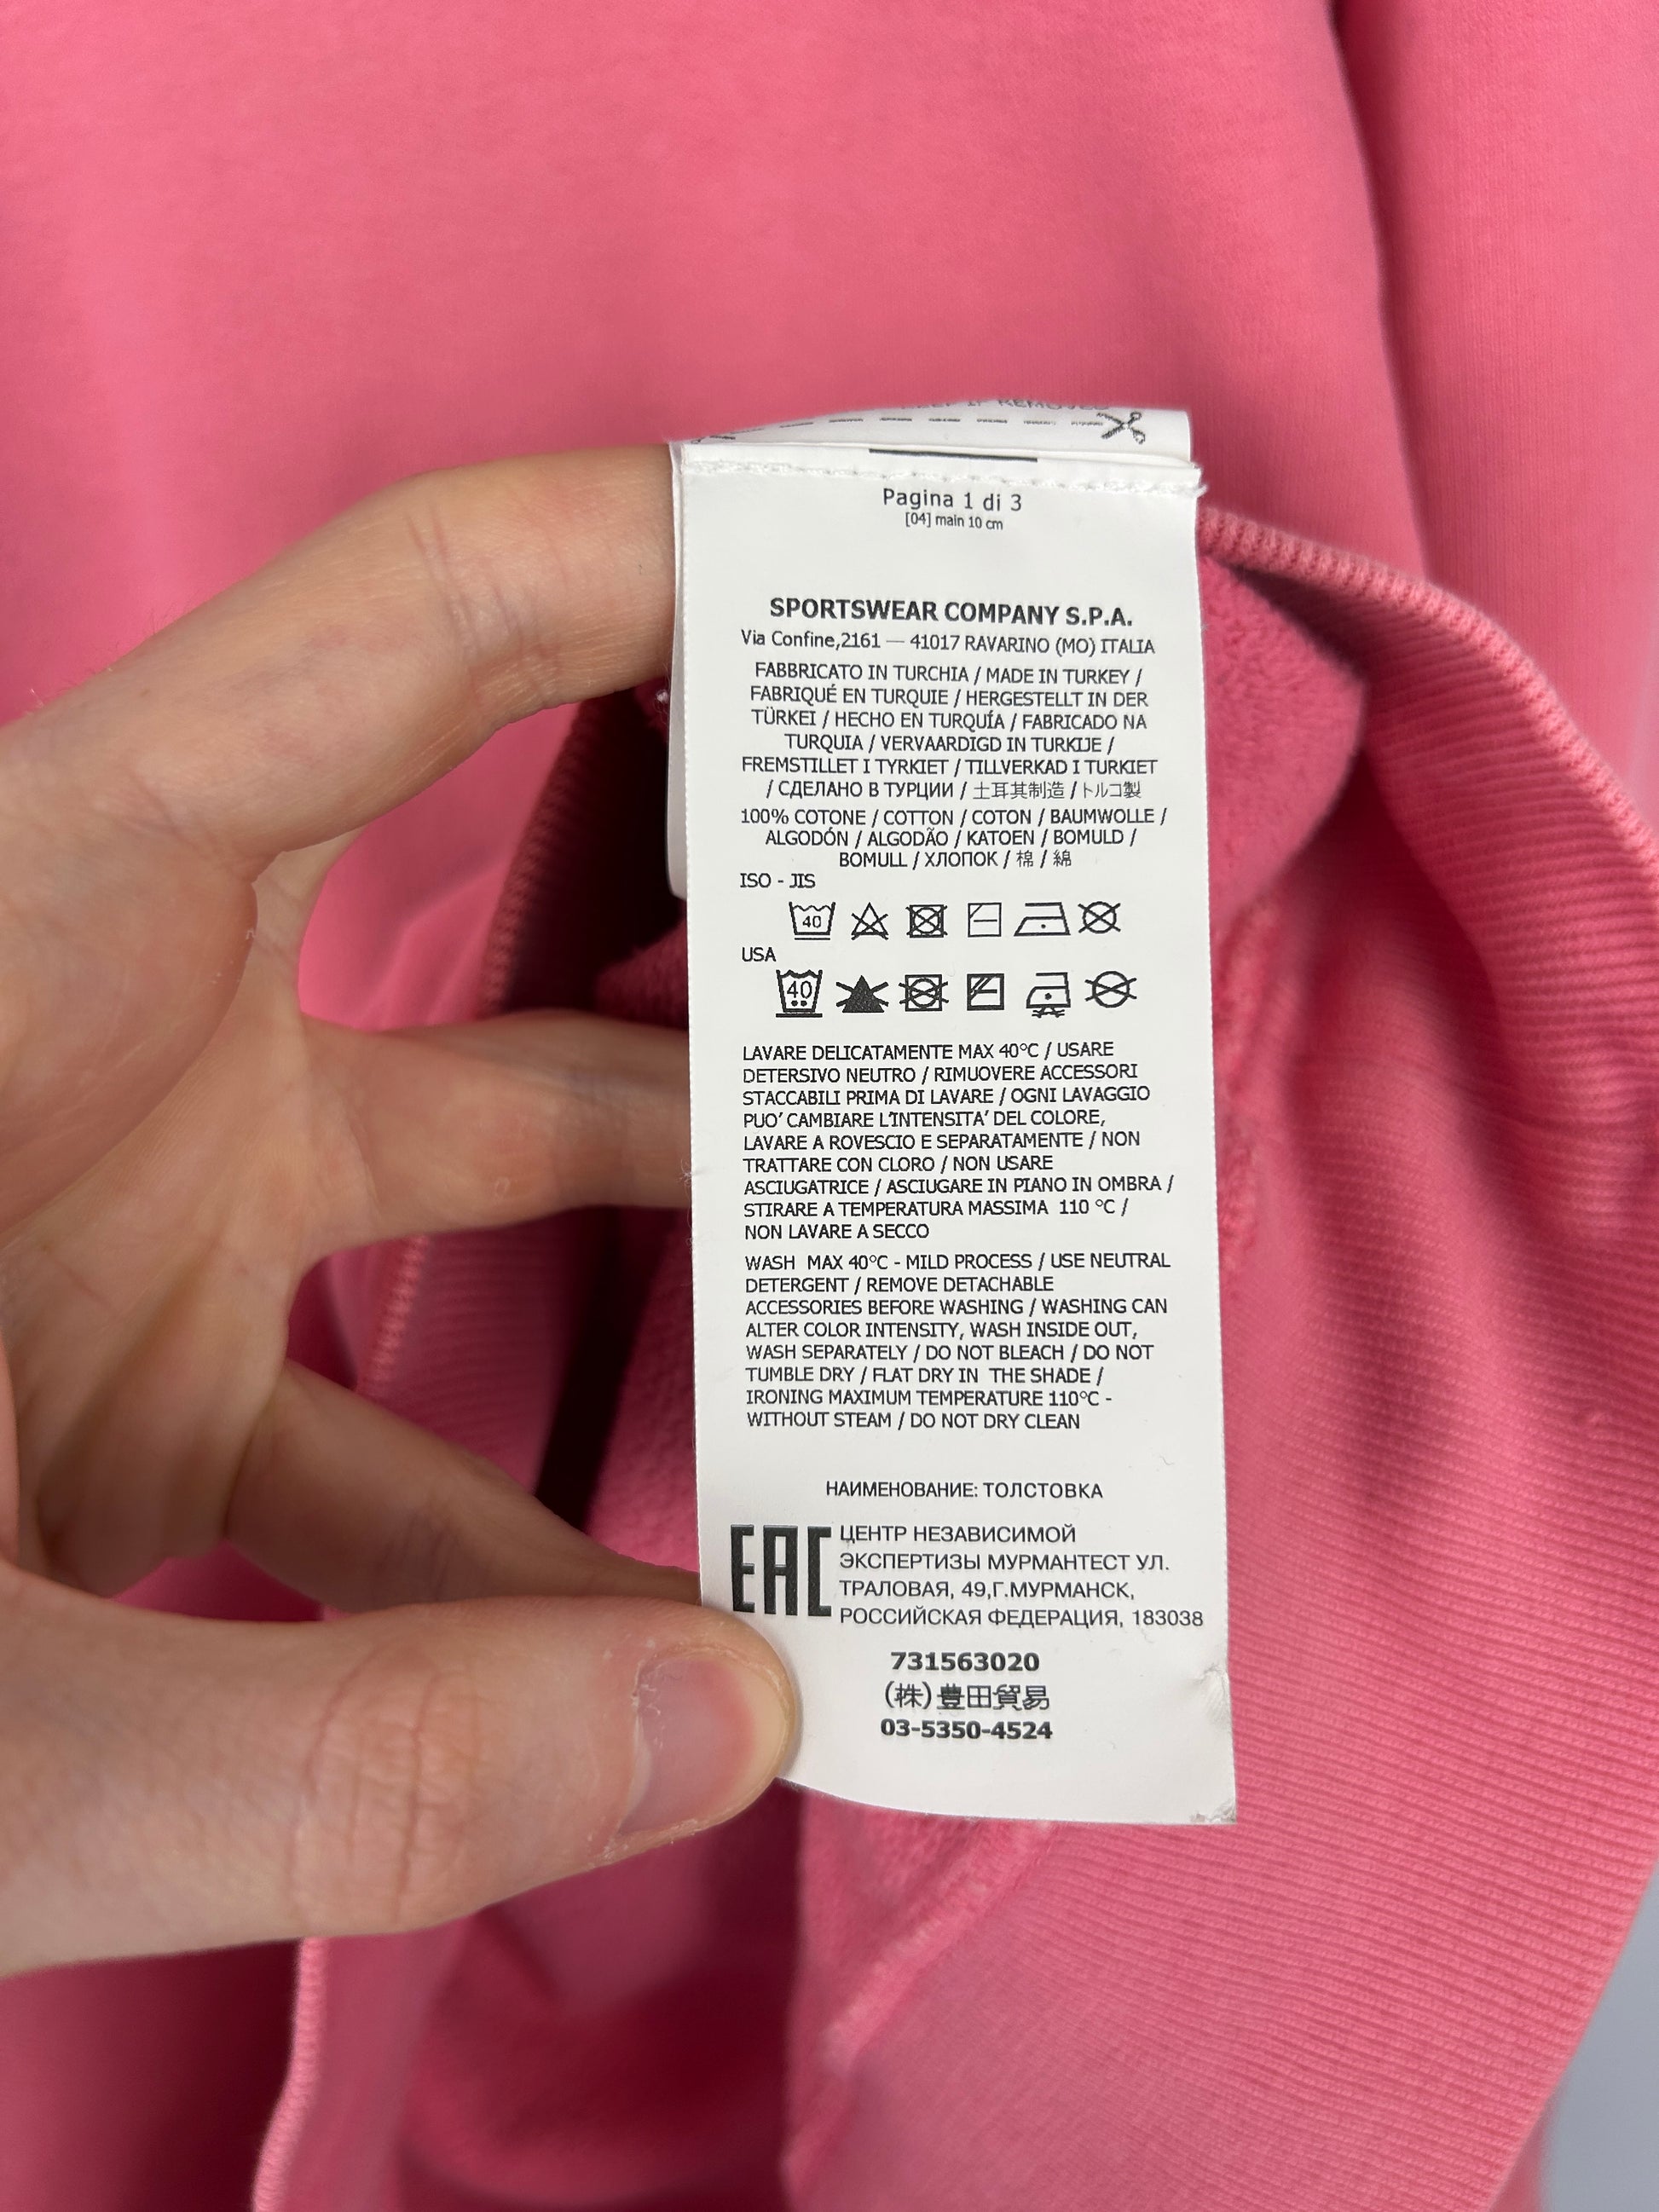 IF REMOVED
Pagina 1 di 3
[04] main 10 cm
SPORTSWEAR COMPANY S.P.A.
Via Confine,2161 — 41017 RAVARINO (MO) ITALIA
FABBRICATO IN TURCHIA / MADE IN TURKEY /
FABRIQUÉ EN TURQUIE / HERGESTELLT IN DER
TÜRKEI / HECHO EN TURQUÍA / FABRICADO NA
TURQUIA / VERVAARDIGD IN TURKIJE /
FREMSTILLET I TYRKIET / TILLVERKAD I TURKIET
/ СДЕЛАНО В ТУРЦИИ / 土耳其制造 / トルコ製
100% COTONE / COTTON / COTON / BAUMWOLLE /
ALGODÓN / ALGODÃO / KATOEN / BOMULD /
BOMULL / ХЛОПОК / 棉 / 綿
ISO - JIS
40
USA
40
LAVARE DELICATAMENTE MAX 40°C / USARE
DETERSIVO NEUTRO / RIMUOVERE ACCESSORI
STACCABILI PRIMA DI LAVARE / OGNI LAVAGGIO
PUO' CAMBIARE L'INTENSITA' DEL COLORE,
LAVARE A ROVESCIO E SEPARATAMENTE / NON
TRATTARE CON CLORO / NON USARE
ASCIUGATRICE / ASCIUGARE IN PIANO IN OMBRA /
STIRARE A TEMPERATURA MASSIMA 110 °C /
NON LAVARE A SECCO
WASH MAX 40°C - MILD PROCESS / USE NEUTRAL
DETERGENT / REMOVE DETACHABLE
ACCESSORIES BEFORE WASHING / WASHING CAN
ALTER COLOR INTENSITY, WASH INSIDE OUT,
WASH SEPARATELY / DO NOT BLEACH / DO NOT
TUMBLE DRY / FLAT DRY IN THE SHADE /
IRONING MAXIMUM TEMPERATURE 110°C -
WITHOUT STEAM / DO NOT DRY CLEAN
НАИМЕНОВАНИЕ: ТОЛСТОВКА
EAC
ЦЕНТР НЕЗАВИСИМОЙ
ЭКСПЕРТИЗЫ МУРМАНТЕСТ УЛ.
ТРАЛОВАЯ, 49,Г.МУРМАНСК,
РОССИЙСКАЯ ФЕДЕРАЦИЯ, 183038
731563020
(株)豊田貿易
03-5350-4524